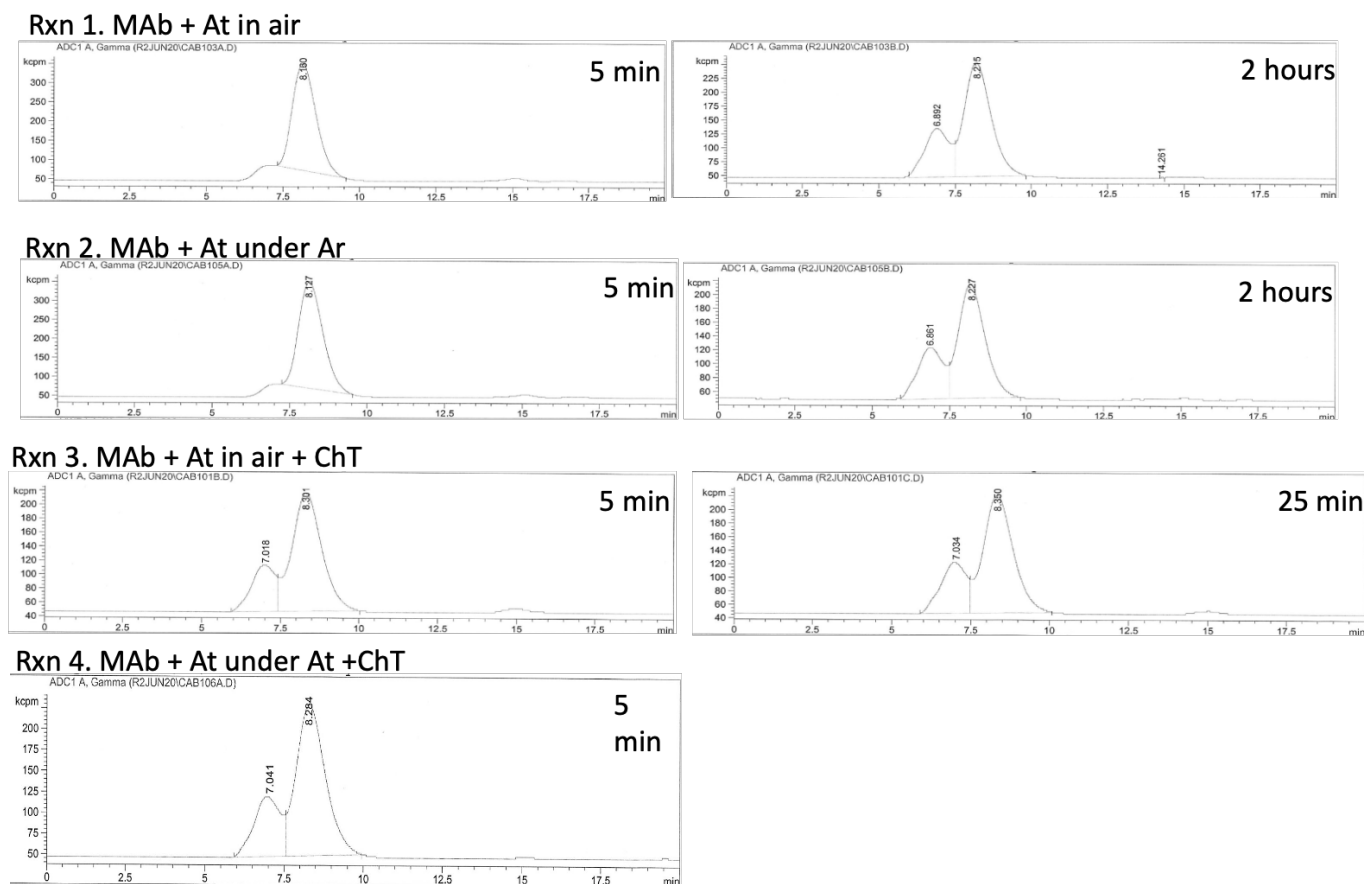 Rxn 1. MAb + At in air
ADC1 A, Gamma (R2JUN20\CAB103A.D)
kcpm
5 min
8.180
300
250
200
150
100
50
0 2.5 5 7.5 10 12.5 15 17.5 min
ADC1 A, Gamma (R2JUN20\CAB103B.D)
kcpm
2 hours
8.215
6.892
14.261
225
200
175
150
125
100
75
50
0 2.5 5 7.5 10 12.5 15 17.5 min
Rxn 2. MAb + At under Ar
ADC1 A, Gamma (R2JUN20\CAB105A.D)
kcpm
5 min
8.127
300
250
200
150
100
50
0 2.5 5 7.5 10 12.5 15 17.5 min
ADC1 A, Gamma (R2JUN20\CAB105B.D)
kcpm
2 hours
8.227
6.861
200
180
160
140
120
100
80
60
0 2.5 5 7.5 10 12.5 15 17.5 min
Rxn 3. MAb + At in air + ChT
ADC1 A, Gamma (R2JUN20\CAB101B.D)
kcpm
5 min
8.301
7.018
200
180
160
140
120
100
80
60
40
0 2.5 5 7.5 10 12.5 15 17.5 min
ADC1 A, Gamma (R2JUN20\CAB101C.D)
kcpm
25 min
8.350
7.034
200
180
160
140
120
100
80
60
40
0 2.5 5 7.5 10 12.5 15 17.5 min
Rxn 4. MAb + At under At +ChT
ADC1 A, Gamma (R2JUN20\CAB106A.D)
kcpm
5
min
8.284
7.041
200
175
150
125
100
75
50
0 2.5 5 7.5 10 12.5 15 17.5 min